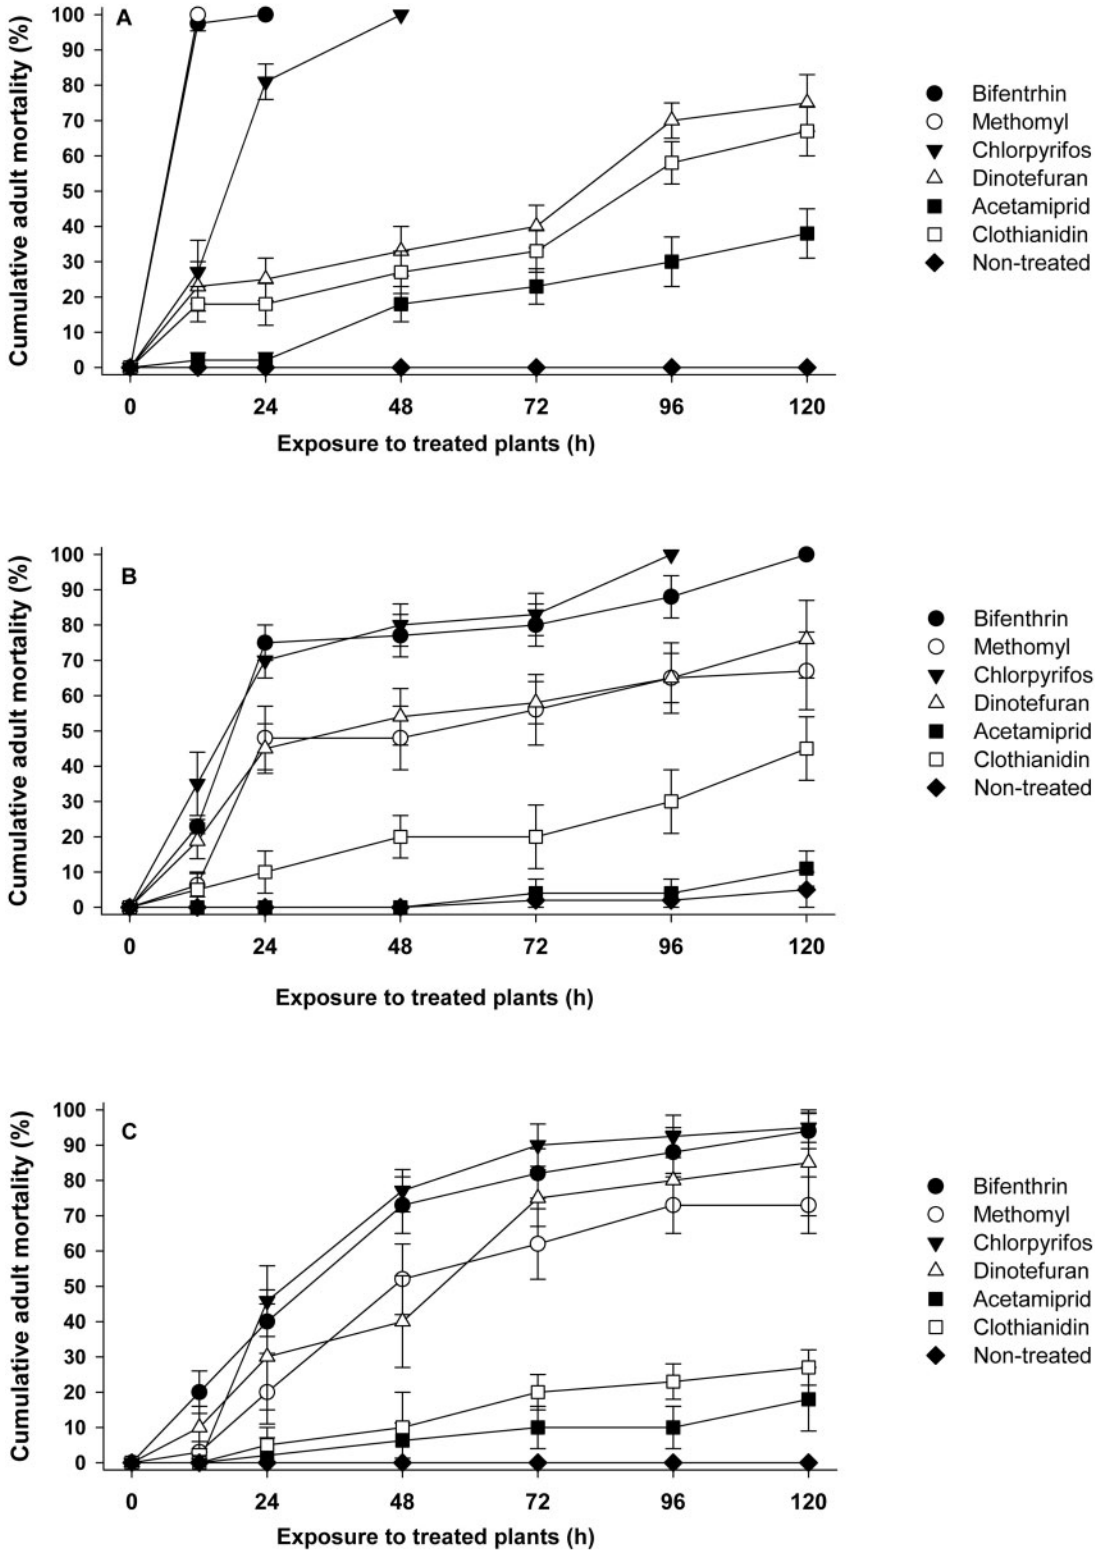 A
Cumulative adult mortality (%)
100
90
80
70
60
50
40
30
20
10
0
0 24 48 72 96 120
Exposure to treated plants (h)
Bifentrhin
Methomyl
Chlorpyrifos
Dinotefuran
Acetamiprid
Clothianidin
Non-treated
B
Cumulative adult mortality (%)
100
90
80
70
60
50
40
30
20
10
0
0 24 48 72 96 120
Exposure to treated plants (h)
Bifenthrin
Methomyl
Chlorpyrifos
Dinotefuran
Acetamiprid
Clothianidin
Non-treated
C
Cumulative adult mortality (%)
100
90
80
70
60
50
40
30
20
10
0
0 24 48 72 96 120
Exposure to treated plants (h)
Bifenthrin
Methomyl
Chlorpyrifos
Dinotefuran
Acetamiprid
Clothianidin
Non-treated